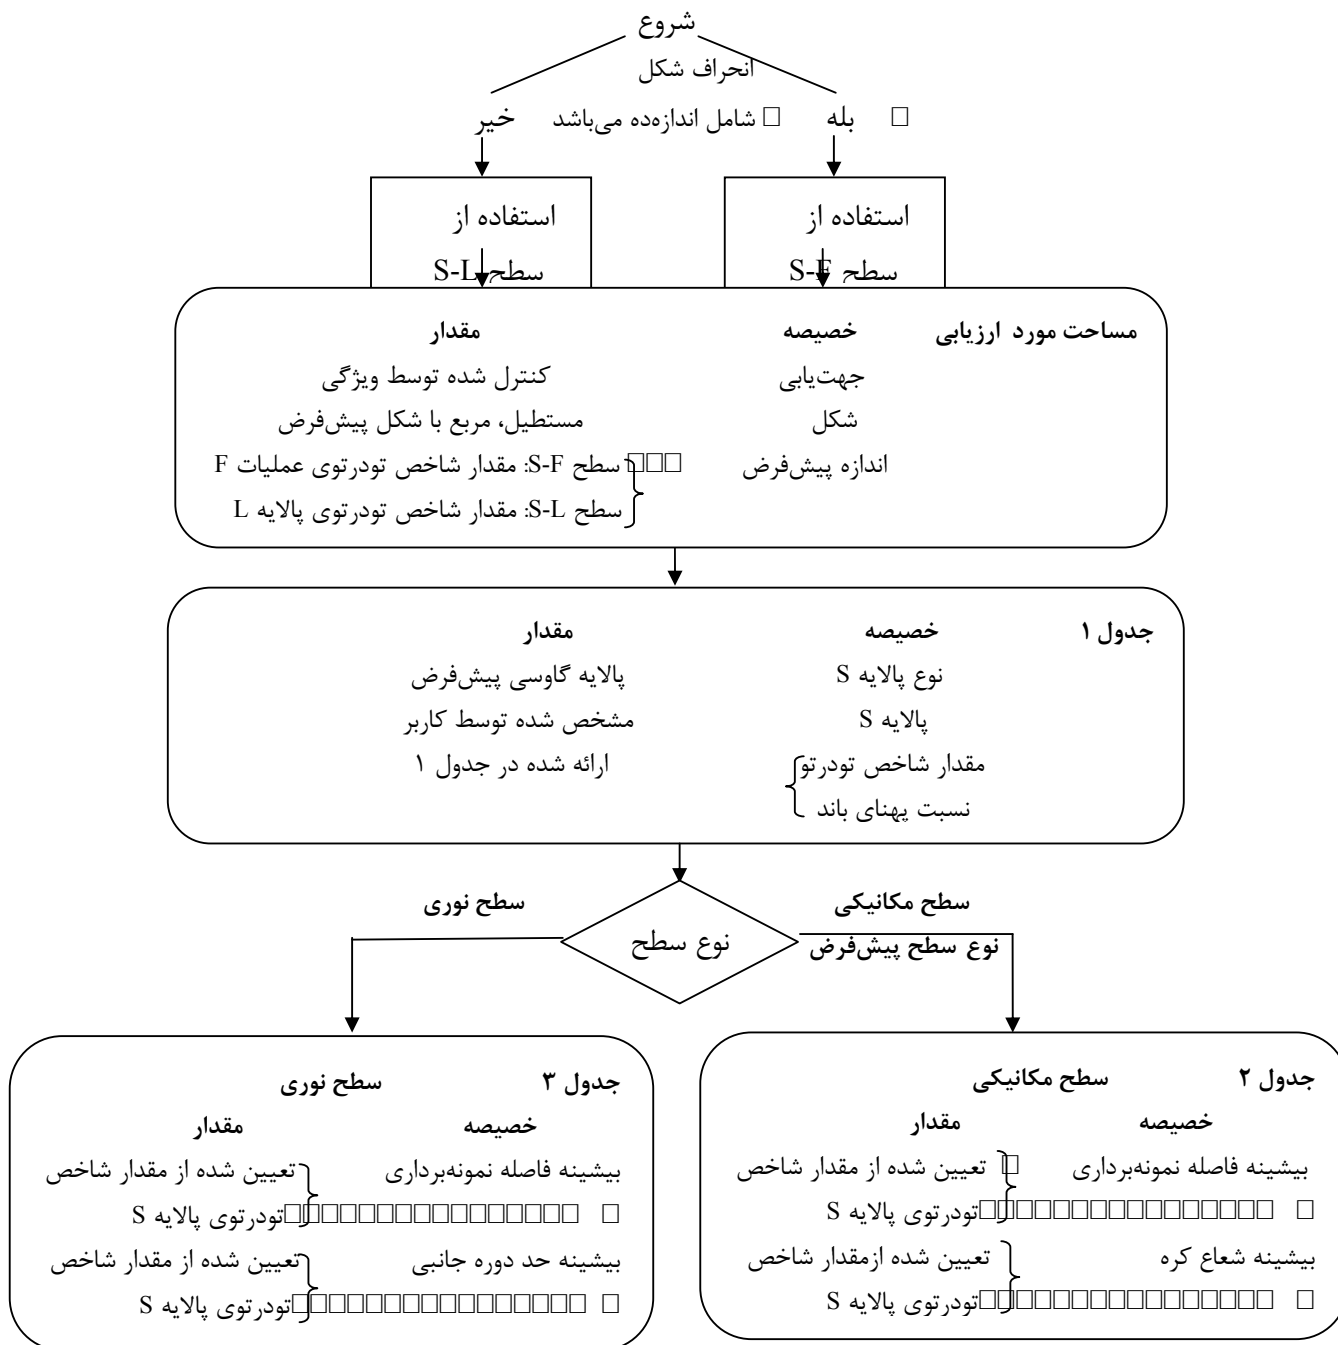 شروع
انحراف شکل
□ بله □ شامل اندازه‌ده می‌باشد خیر
استفاده از
سطح S-F
استفاده از
سطح S-L
مساحت مورد ارزیابی خصیصه مقدار
جهت‌یابی کنترل شده توسط ویژگی
شکل مستطیل، مربع با شکل پیش‌فرض
اندازه پیش‌فرض □□□ سطح S-F: مقدار شاخص تودرتوی عملیات F
سطح S-L: مقدار شاخص تودرتوی پالایه L
جدول ۱ خصیصه مقدار
نوع پالایه S پالایه گاوسی پیش‌فرض
پالایه S مشخص شده توسط کاربر
مقدار شاخص تودرتو ارائه شده در جدول ۱
نسبت پهنای باند
سطح مکانیکی
نوع سطح پیش‌فرض
نوع سطح
سطح نوری
جدول ۲ سطح مکانیکی
خصیصه مقدار
بیشینه فاصله نمونه‌برداری □ تعیین شده از مقدار شاخص
□ □□□□□□□□□□□□□□□□تودرتوی پالایه S
بیشینه شعاع کره تعیین شده ازمقدار شاخص
□ □□□□□□□□□□□□□□□□تودرتوی پالایه S
جدول ۳ سطح نوری
خصیصه مقدار
بیشینه فاصله نمونه‌برداری تعیین شده از مقدار شاخص
□ □□□□□□□□□□□□□□□□تودرتوی پالایه S
بیشینه حد دوره جانبی تعیین شده از مقدار شاخص
□ □□□□□□□□□□□□□□□□تودرتوی پالایه S